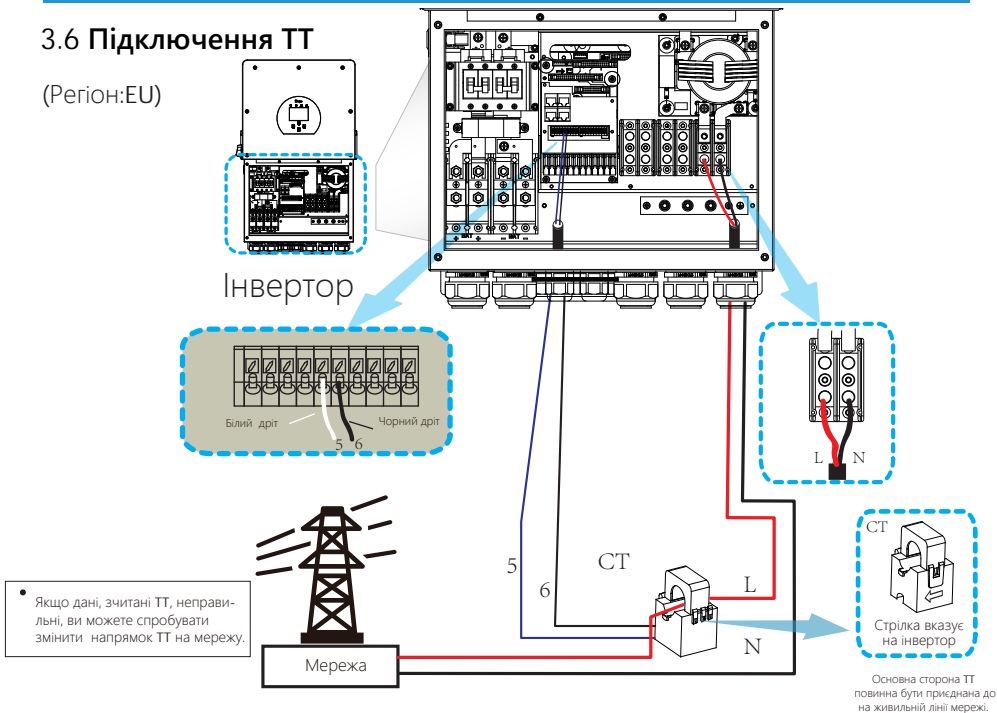 3.6 Підключення ТТ
(Регіон:EU)
Інвертор
+ BAT +
— BAT —
Білий дріт
Чорний дріт
5 6
L N
CT
Стрілка вказує
на інвертор
Основна сторона ТТ
повинна бути приєднана до
на живильній лінії мережі.
5
6
CT
L
N
• Якщо дані, зчитані ТТ, неправи-
льні, ви можете спробувати
змінити напрямок ТТ на мережу.
Мережа